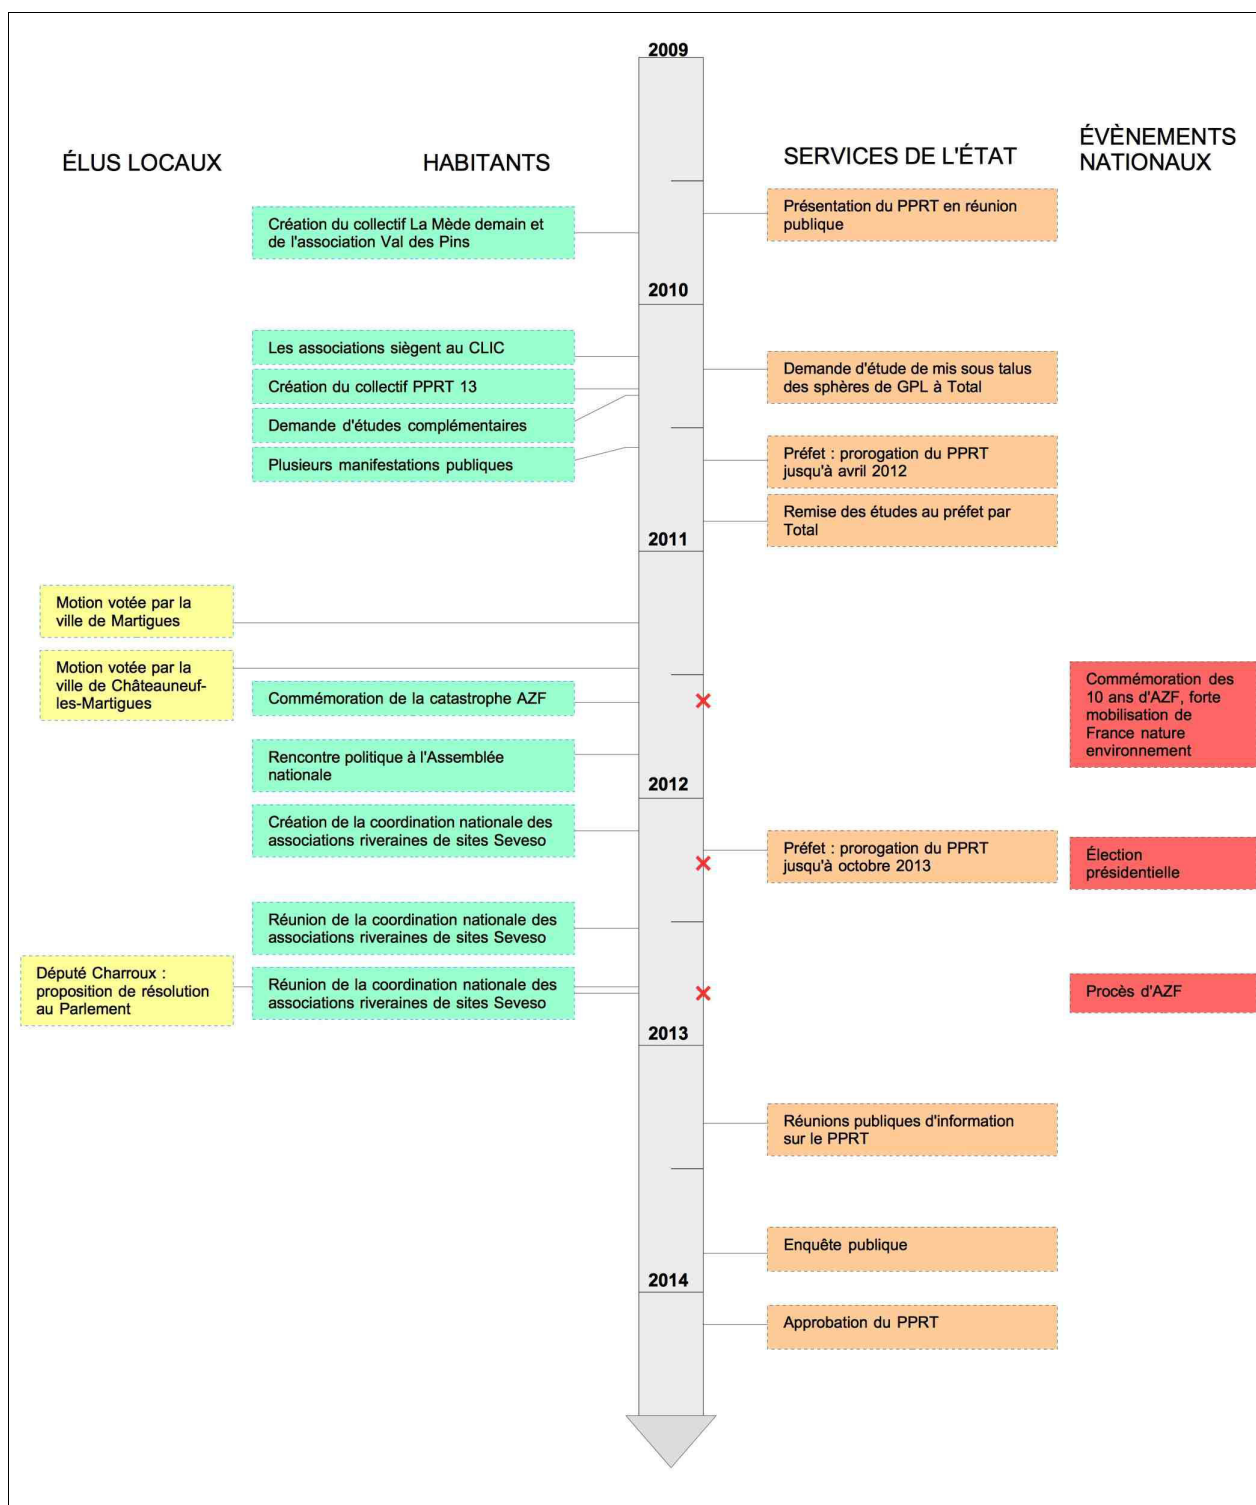 2009
ÉLUS LOCAUX
HABITANTS
SERVICES DE L'ÉTAT
ÉVÈNEMENTS
NATIONAUX
Présentation du PPRT en réunion
publique
Création du collectif La Mède demain et
de l'association Val des Pins
2010
Les associations siègent au CLIC
Demande d'étude de mis sous talus
des sphères de GPL à Total
Création du collectif PPRT 13
Demande d'études complémentaires
Plusieurs manifestations publiques
Préfet : prorogation du PPRT
jusqu'à avril 2012
Remise des études au préfet par
Total
2011
Motion votée par la
ville de Martigues
Motion votée par la
ville de Châteauneuf-
les-Martigues
Commémoration de la catastrophe AZF
Commémoration des
10 ans d'AZF, forte
mobilisation de
France nature
environnement
Rencontre politique à l'Assemblée
nationale
2012
Création de la coordination nationale des
associations riveraines de sites Seveso
Préfet : prorogation du PPRT
jusqu'à octobre 2013
Élection
présidentielle
Réunion de la coordination nationale des
associations riveraines de sites Seveso
Député Charroux :
proposition de résolution
au Parlement
Réunion de la coordination nationale des
associations riveraines de sites Seveso
Procès d'AZF
2013
Réunions publiques d'information
sur le PPRT
Enquête publique
2014
Approbation du PPRT